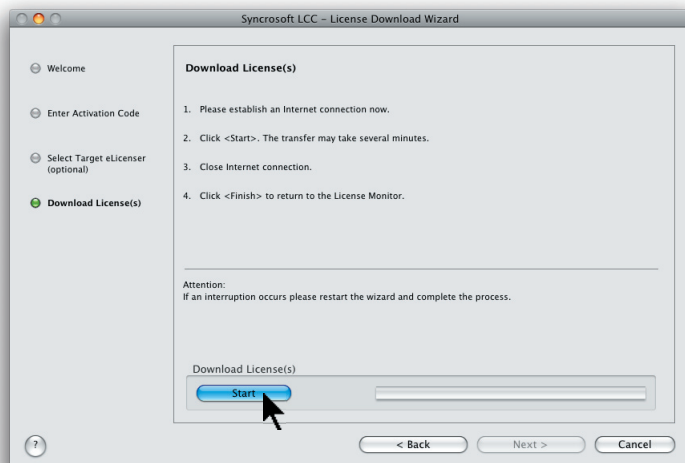 Syncrosoft LCC – License Download Wizard
Welcome
Enter Activation Code
Select Target eLicenser
(optional)
Download License(s)
Download License(s)
1. Please establish an Internet connection now.
2. Click <Start>. The transfer may take several minutes.
3. Close Internet connection.
4. Click <Finish> to return to the License Monitor.
Attention:
If an interruption occurs please restart the wizard and complete the process.
Download License(s)
Start
?
< Back
Next >
Cancel